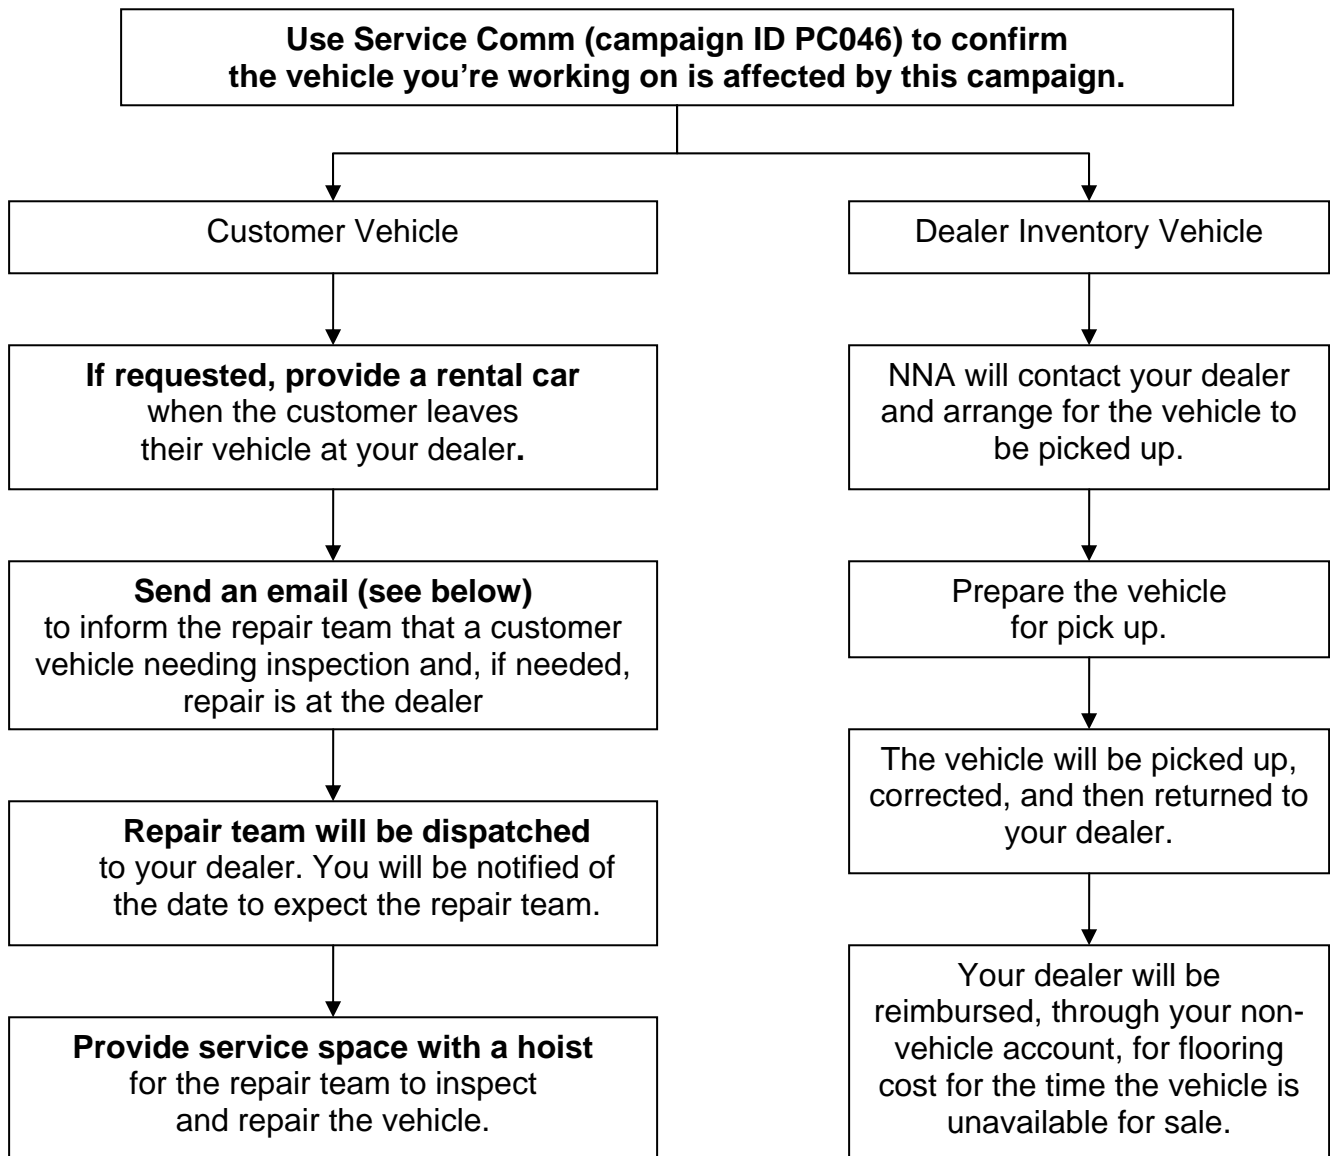 Use Service Comm (campaign ID PC046) to confirm
the vehicle you’re working on is affected by this campaign.
Customer Vehicle
If requested, provide a rental car
when the customer leaves
their vehicle at your dealer.
Send an email (see below)
to inform the repair team that a customer
vehicle needing inspection and, if needed,
repair is at the dealer
Repair team will be dispatched
to your dealer. You will be notified of
the date to expect the repair team.
Provide service space with a hoist
for the repair team to inspect
and repair the vehicle.
Dealer Inventory Vehicle
NNA will contact your dealer
and arrange for the vehicle to
be picked up.
Prepare the vehicle
for pick up.
The vehicle will be picked up,
corrected, and then returned to
your dealer.
Your dealer will be
reimbursed, through your non-
vehicle account, for flooring
cost for the time the vehicle is
unavailable for sale.